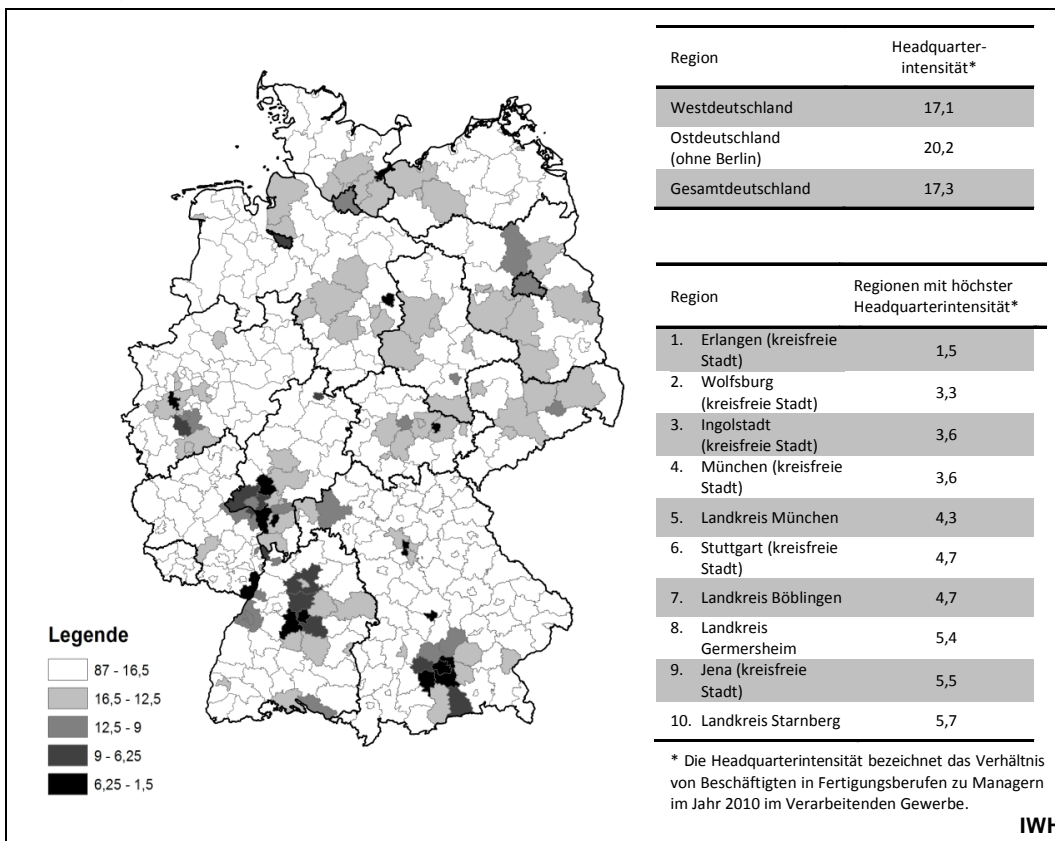 Region
Headquarter-
intensität*
Westdeutschland 17,1
Ostdeutschland
(ohne Berlin) 20,2
Gesamtdeutschland 17,3
Region
Regionen mit höchster
Headquarterintensität*
1. Erlangen (kreisfreie
Stadt) 1,5
2. Wolfsburg
(kreisfreie Stadt) 3,3
3. Ingolstadt
(kreisfreie Stadt) 3,6
4. München (kreisfreie
Stadt) 3,6
5. Landkreis München 4,3
6. Stuttgart (kreisfreie
Stadt) 4,7
7. Landkreis Böblingen 4,7
8. Landkreis
Germersheim 5,4
9. Jena (kreisfreie
Stadt) 5,5
10. Landkreis Starnberg 5,7
* Die Headquarterintensität bezeichnet das Verhältnis
von Beschäftigten in Fertigungsberufen zu Managern
im Jahr 2010 im Verarbeitenden Gewerbe.
Legende
87 - 16,5
16,5 - 12,5
12,5 - 9
9 - 6,25
6,25 - 1,5
IWH